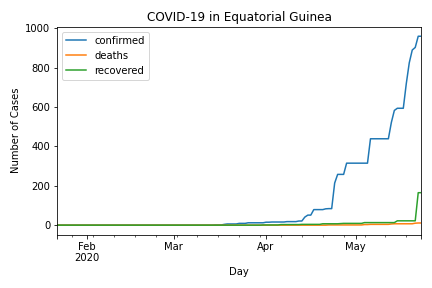 COVID-19 in Equatorial Guinea
confirmed
deaths
recovered
1000
800
600
400
200
0
Number of Cases
Feb
2020
Mar
Apr
May
Day